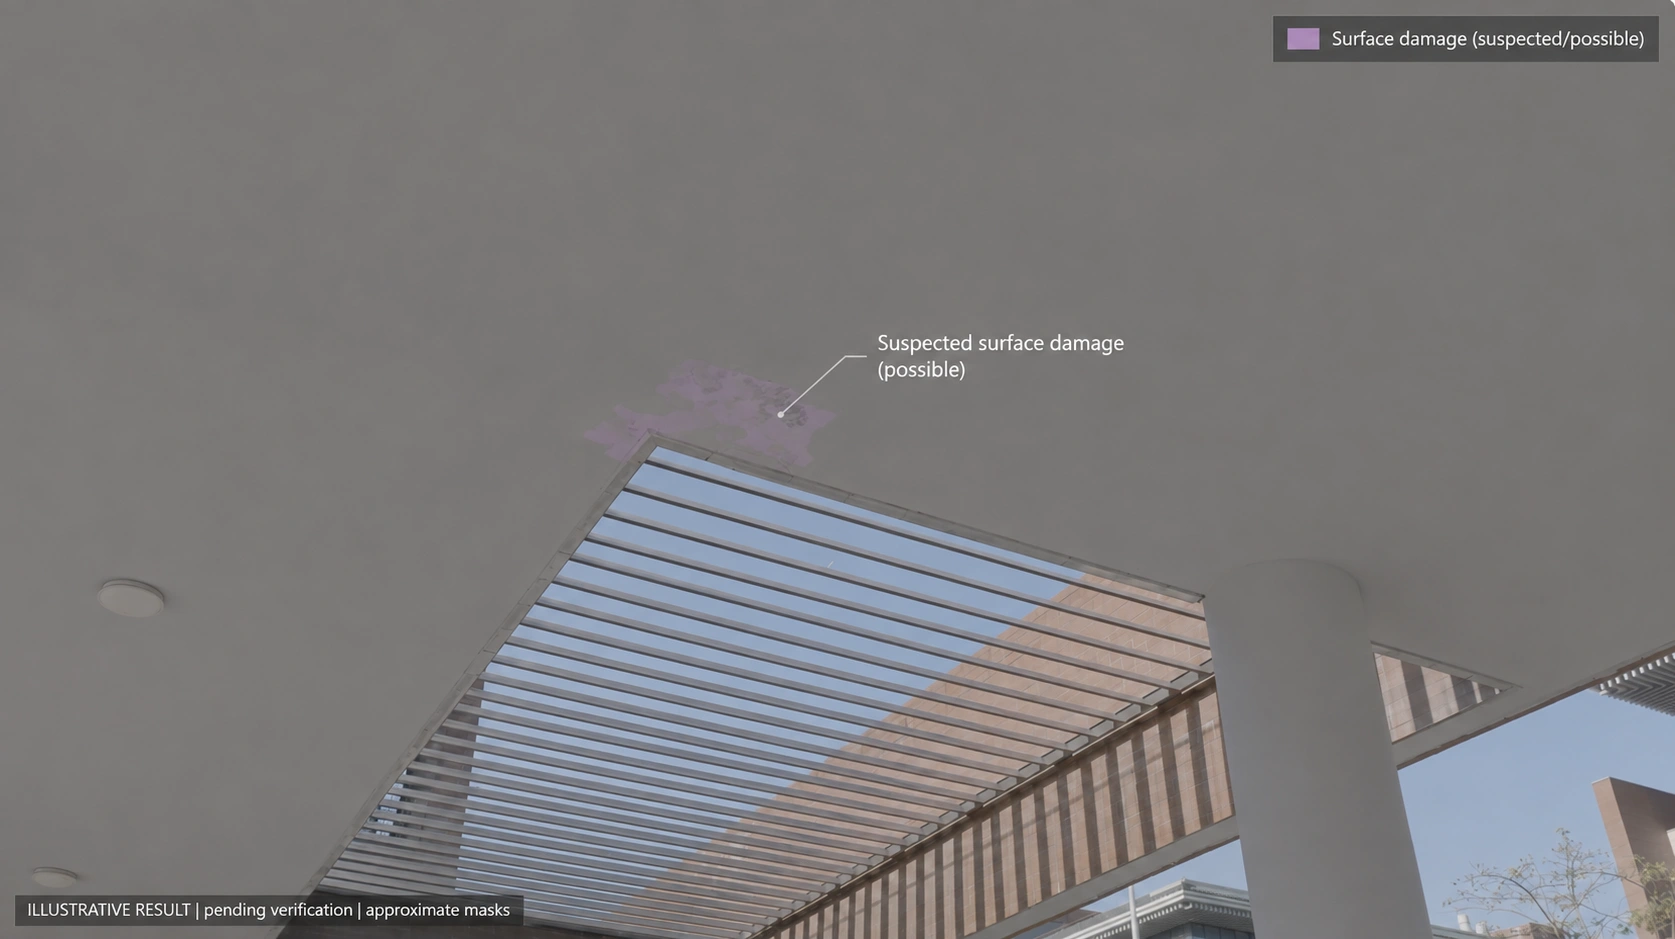 Surface damage (suspected/possible)
Suspected surface damage
(possible)
ILLUSTRATIVE RESULT | pending verification | approximate masks